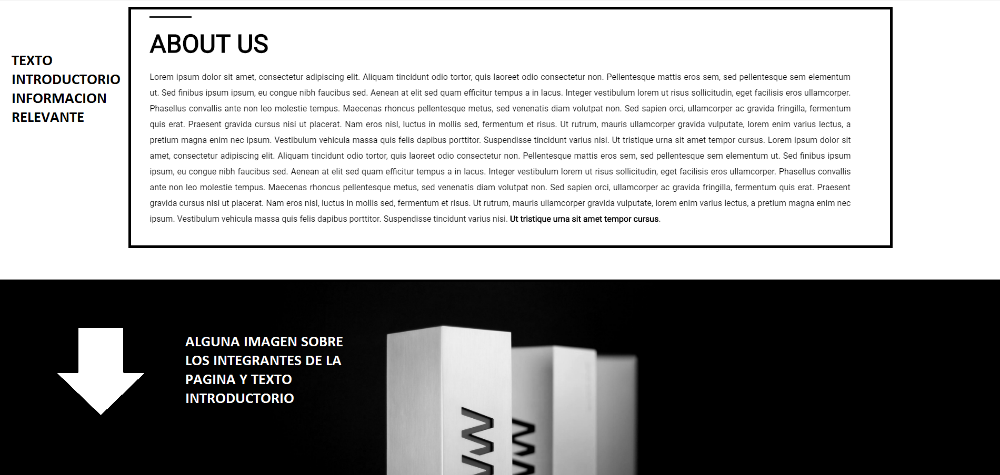 TEXTO
INTRODUCTORIO
INFORMACION
RELEVANTE
ABOUT US
Lorem ipsum dolor sit amet, consectetur adipiscing elit. Aliquam tincidunt odio tortor, quis laoreet odio consectetur non. Pellentesque mattis eros sem, sed pellentesque sem elementum
ut. Sed finibus ipsum ipsum, eu congue nibh faucibus sed. Aenean at elit sed quam efficitur tempus a in lacus. Integer vestibulum lorem ut risus sollicitudin, eget facilisis eros ullamcorper.
Phasellus convallis ante non leo molestie tempus. Maecenas rhoncus pellentesque metus, sed venenatis diam volutpat non. Sed sapien orci, ullamcorper ac gravida fringilla, fermentum
quis erat. Praesent gravida cursus nisi ut placerat. Nam eros nisl, luctus in mollis sed, fermentum et risus. Ut rutrum, mauris ullamcorper gravida vulputate, lorem enim varius lectus, a
pretium magna enim nec ipsum. Vestibulum vehicula massa quis felis dapibus porttitor. Suspendisse tincidunt varius nisi. Ut tristique urna sit amet tempor cursus. Lorem ipsum dolor sit
amet, consectetur adipiscing elit. Aliquam tincidunt odio tortor, quis laoreet odio consectetur non. Pellentesque mattis eros sem, sed pellentesque sem elementum ut. Sed finibus ipsum
ipsum, eu congue nibh faucibus sed. Aenean at elit sed quam efficitur tempus a in lacus. Integer vestibulum lorem ut risus sollicitudin, eget facilisis eros ullamcorper. Phasellus convallis
ante non leo molestie tempus. Maecenas rhoncus pellentesque metus, sed venenatis diam volutpat non. Sed sapien orci, ullamcorper ac gravida fringilla, fermentum quis erat. Praesent
gravida cursus nisi ut placerat. Nam eros nisl, luctus in mollis sed, fermentum et risus. Ut rutrum, mauris ullamcorper gravida vulputate, lorem enim varius lectus, a pretium magna enim nec
ipsum. Vestibulum vehicula massa quis felis dapibus porttitor. Suspendisse tincidunt varius nisi. Ut tristique urna sit amet tempor cursus.
ALGUNA IMAGEN SOBRE
LOS INTEGRANTES DE LA
PAGINA Y TEXTO
INTRODUCTORIO